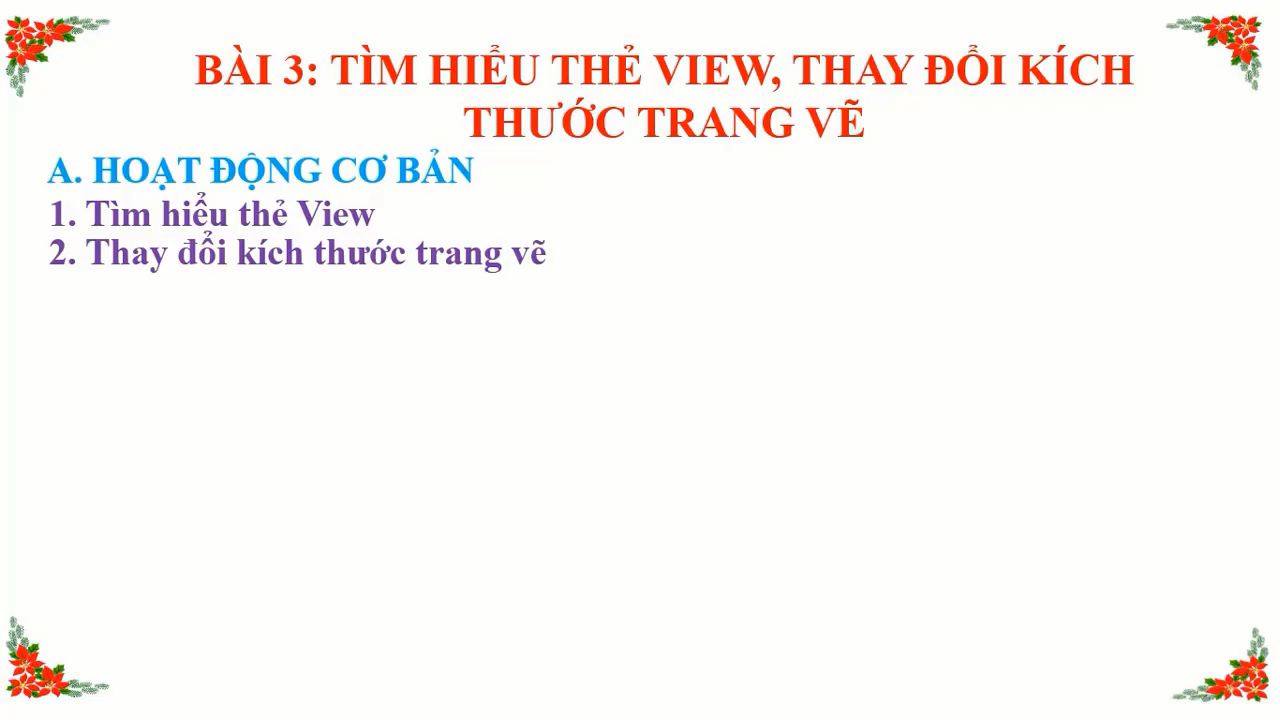 BÀI 3: TÌM HIỂU THẺ VIEW, THAY ĐỔI KÍCH
THƯỚC TRANG VẼ
A. HOẠT ĐỘNG CƠ BẢN
1. Tìm hiểu thẻ View
2. Thay đổi kích thước trang vẽ